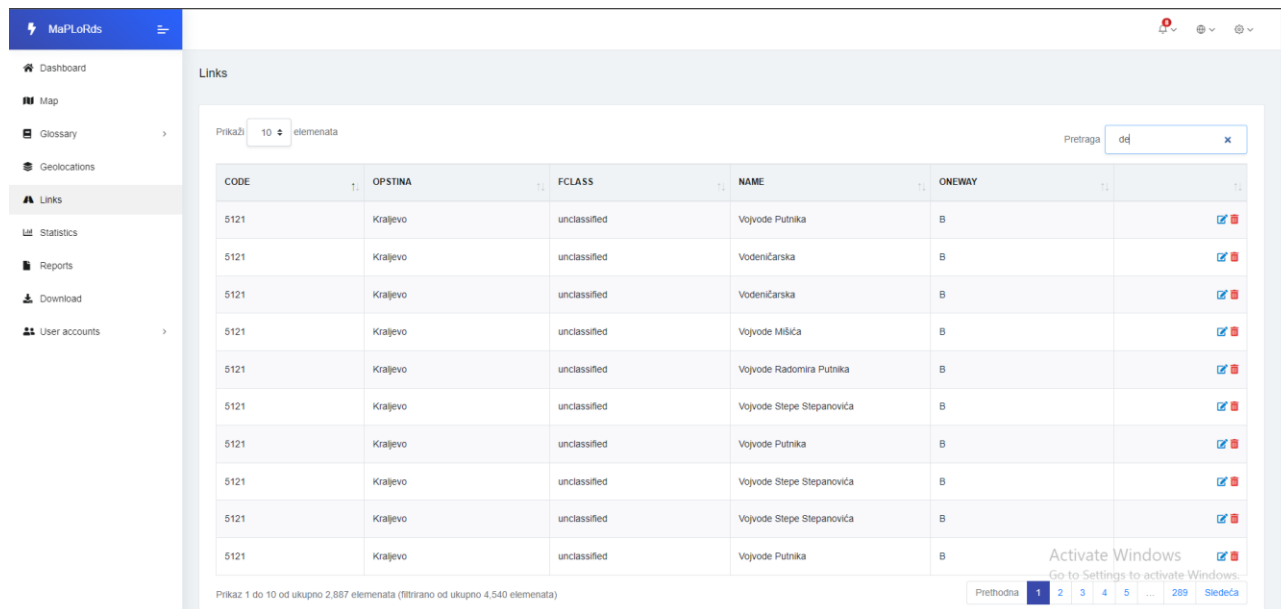 MaPLoRds
8
Dashboard
Map
Glossary
Geolocations
Links
Statistics
Reports
Download
User accounts
Links
Prikaži 10 elemenata
Pretraga de
CODE OPSTINA FCLASS NAME ONEWAY
5121 Kraljevo unclassified Vojvode Putnika B
5121 Kraljevo unclassified Vodeničarska B
5121 Kraljevo unclassified Vodeničarska B
5121 Kraljevo unclassified Vojvode Mišića B
5121 Kraljevo unclassified Vojvode Radomira Putnika B
5121 Kraljevo unclassified Vojvode Stepe Stepanovića B
5121 Kraljevo unclassified Vojvode Putnika B
5121 Kraljevo unclassified Vojvode Stepe Stepanovića B
5121 Kraljevo unclassified Vojvode Stepe Stepanovića B
5121 Kraljevo unclassified Vojvode Putnika B
Activate Windows
Go to Settings to activate Windows.
Prikaz 1 do 10 od ukupno 2,887 elemenata (filtrirano od ukupno 4,540 elemenata)
Prethodna 1 2 3 4 5 ... 289 Sledeća